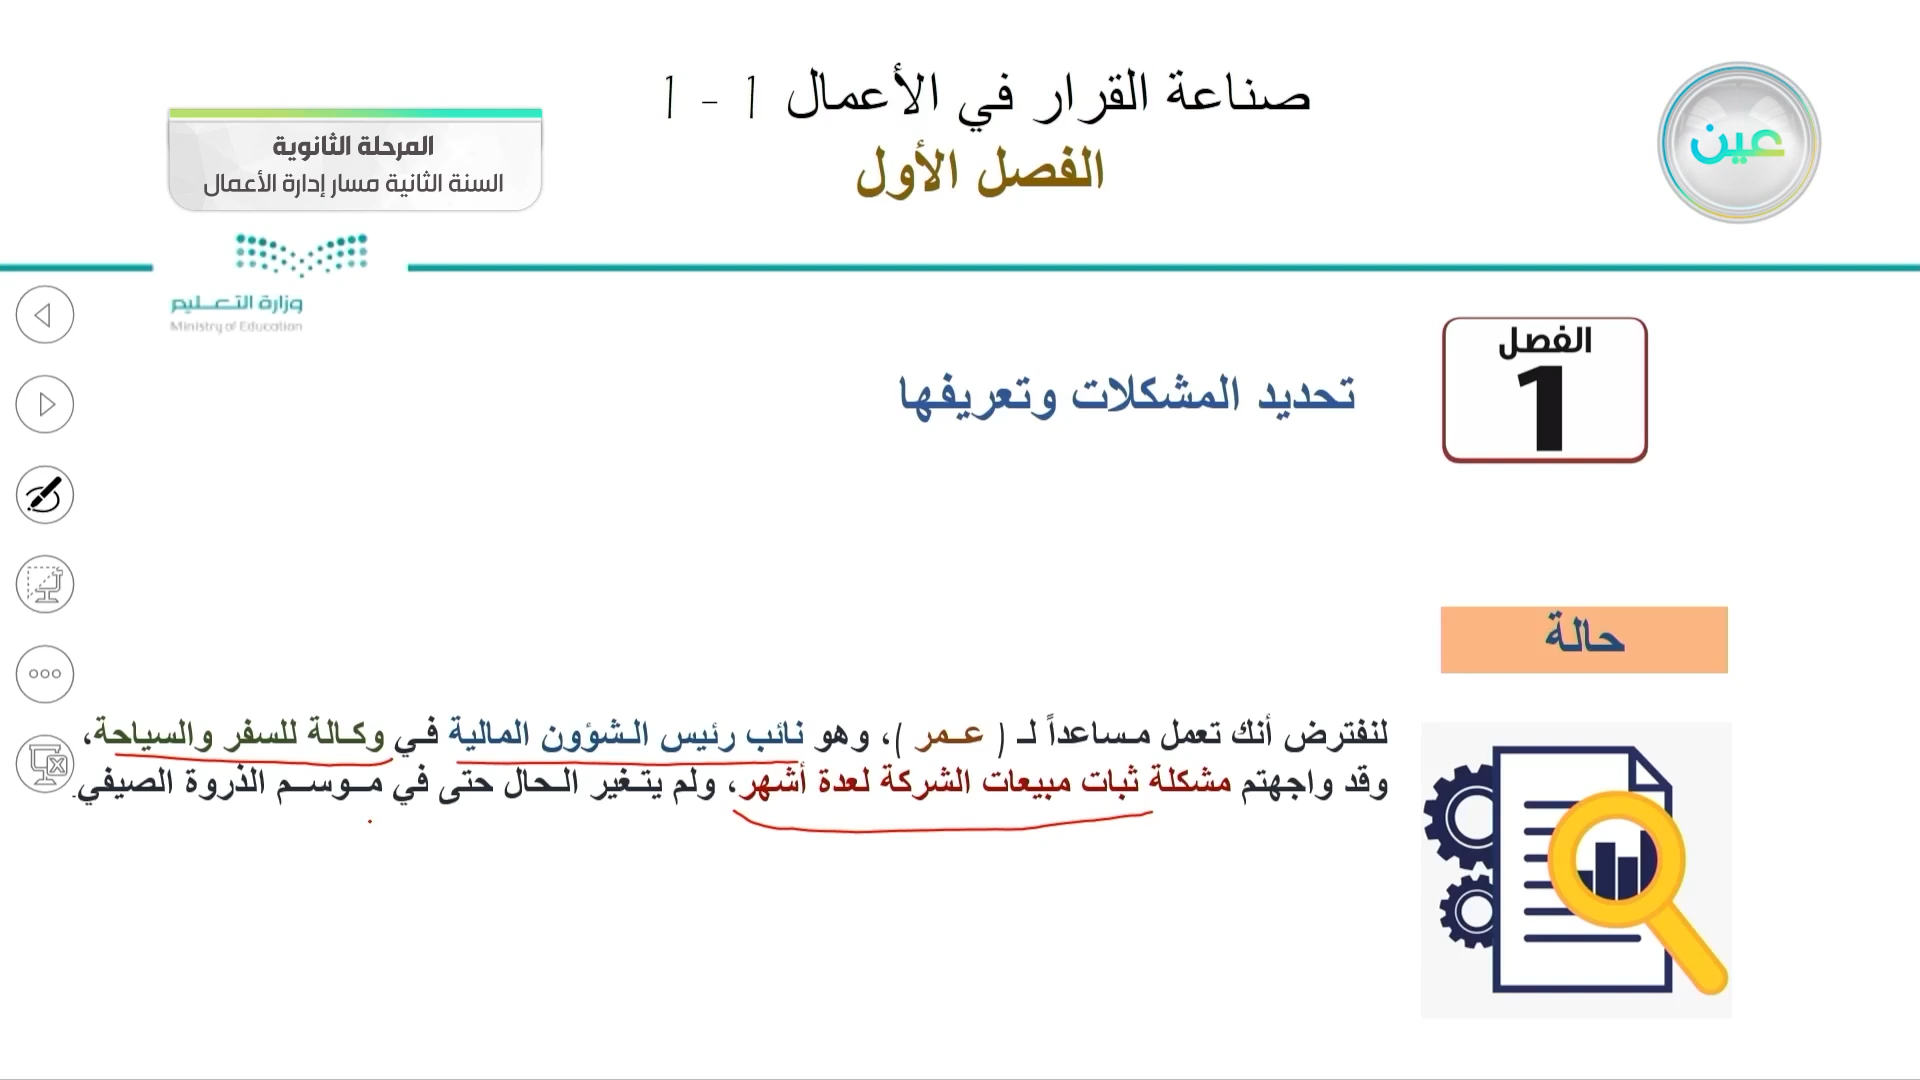 صناعة القرار في الأعمال 1 - 1
الفصل الأول
عين
المرحلة الثانوية
السنة الثانية مسار إدارة الأعمال
وزارة التعليم
Ministry of Education
الفصل
1
تحديد المشكلات وتعريفها
حالة
لنفترض أنك تعمل مساعداً لـ ( عمر )، وهو نائب رئيس الشؤون المالية في وكالة للسفر والسياحة،
وقد واجهتم مشكلة ثبات مبيعات الشركة لعدة أشهر، ولم يتغير الحال حتى في موسم الذروة الصيفي.